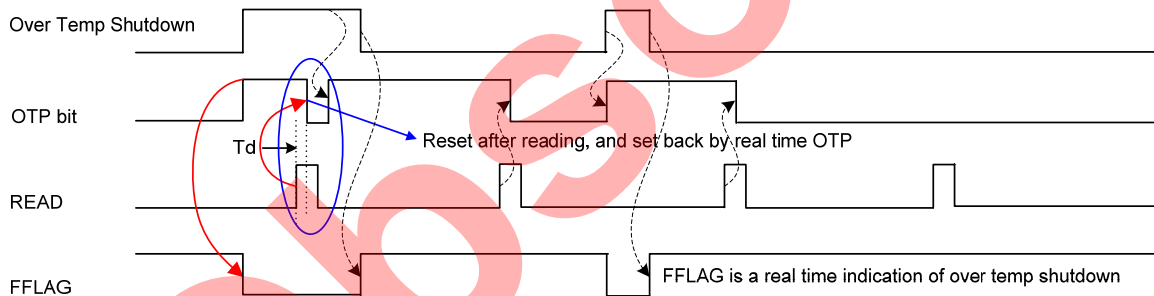 Over Temp Shutdown
OTP bit
Td
Reset after reading, and set back by real time OTP
READ
FFLAG is a real time indication of over temp shutdown
FFLAG